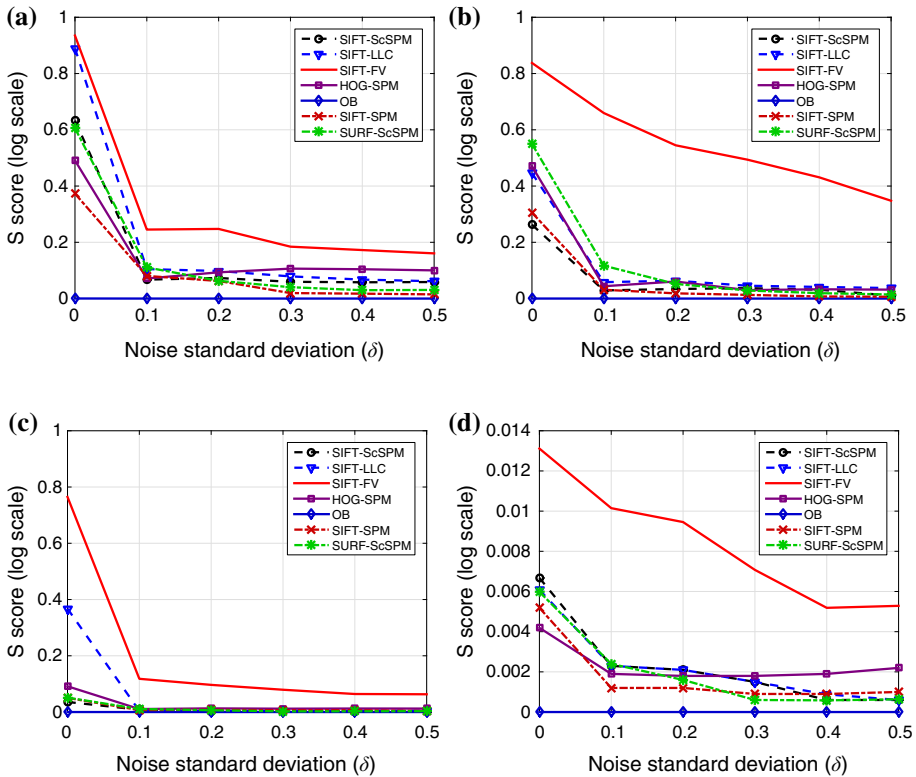 (a)
S score (log scale)
1
0.8
0.6
0.4
0.2
0
0 0.1 0.2 0.3 0.4 0.5
Noise standard deviation (δ)
SIFT-ScSPM
SIFT-LLC
SIFT-FV
HOG-SPM
OB
SIFT-SPM
SURF-ScSPM
(b)
S score (log scale)
1
0.8
0.6
0.4
0.2
0
0 0.1 0.2 0.3 0.4 0.5
Noise standard deviation (δ)
SIFT-ScSPM
SIFT-LLC
SIFT-FV
HOG-SPM
OB
SIFT-SPM
SURF-ScSPM
(c)
S score (log scale)
1
0.8
0.6
0.4
0.2
0
0 0.1 0.2 0.3 0.4 0.5
Noise standard deviation (δ)
SIFT-ScSPM
SIFT-LLC
SIFT-FV
HOG-SPM
OB
SIFT-SPM
SURF-ScSPM
(d)
S score (log scale)
0.014
0.012
0.01
0.008
0.006
0.004
0.002
0
0 0.1 0.2 0.3 0.4 0.5
Noise standard deviation (δ)
SIFT-ScSPM
SIFT-LLC
SIFT-FV
HOG-SPM
OB
SIFT-SPM
SURF-ScSPM